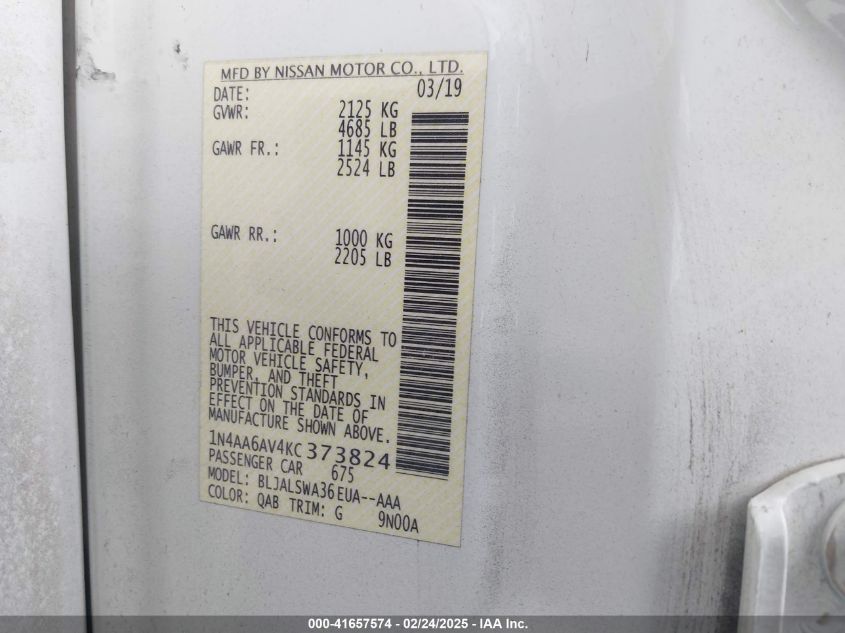 MFD BY NISSAN MOTOR CO., LTD.
DATE: 03/19
GVWR: 2125 KG
4685 LB
GAWR FR.: 1145 KG
2524 LB
GAWR RR.: 1000 KG
2205 LB
THIS VEHICLE CONFORMS TO
ALL APPLICABLE FEDERAL
MOTOR VEHICLE SAFETY,
BUMPER, AND THEFT
PREVENTION STANDARDS IN
EFFECT ON THE DATE OF
MANUFACTURE SHOWN ABOVE.
1N4AA6AV4KC373824
PASSENGER CAR 675
MODEL: BLJALSWA36EUA--AAA
COLOR: QAB TRIM: G 9N00A
000-41657574 - 02/24/2025 - IAA Inc.